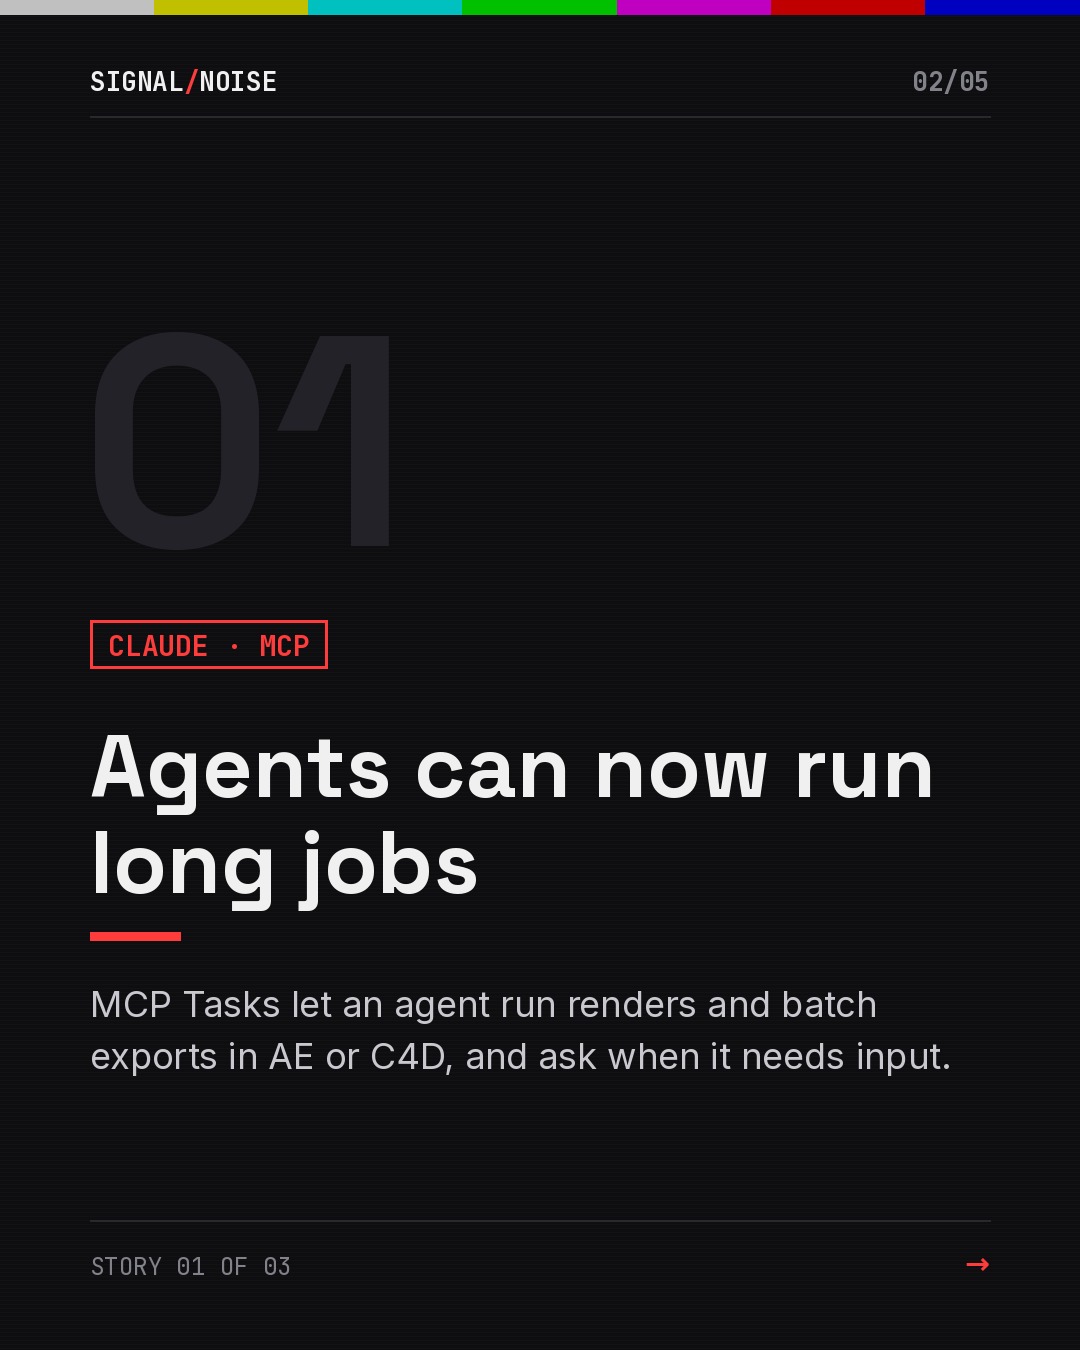 SIGNAL/NOISE
02/05
01
CLAUDE · MCP
Agents can now run
long jobs
MCP Tasks let an agent run renders and batch
exports in AE or C4D, and ask when it needs input.
STORY 01 OF 03 →